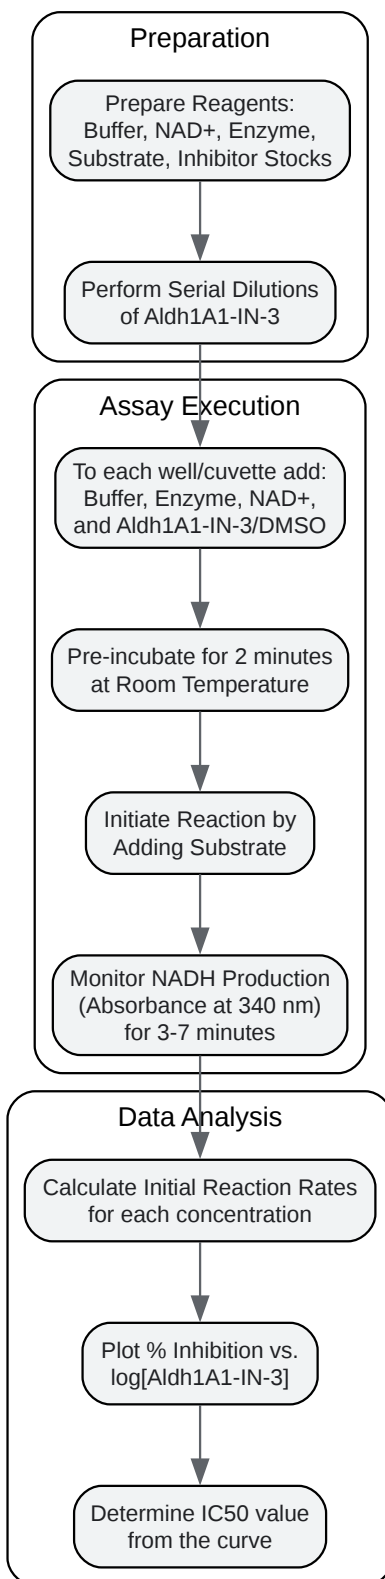 Preparation
Prepare Reagents:
Buffer, NAD+, Enzyme,
Substrate, Inhibitor Stocks
Perform Serial Dilutions
of Aldh1A1-IN-3
Assay Execution
To each well/cuvette add:
Buffer, Enzyme, NAD+,
and Aldh1A1-IN-3/DMSO
Pre-incubate for 2 minutes
at Room Temperature
Initiate Reaction by
Adding Substrate
Monitor NADH Production
(Absorbance at 340 nm)
for 3-7 minutes
Data Analysis
Calculate Initial Reaction Rates
for each concentration
Plot % Inhibition vs.
log[Aldh1A1-IN-3]
Determine IC50 value
from the curve